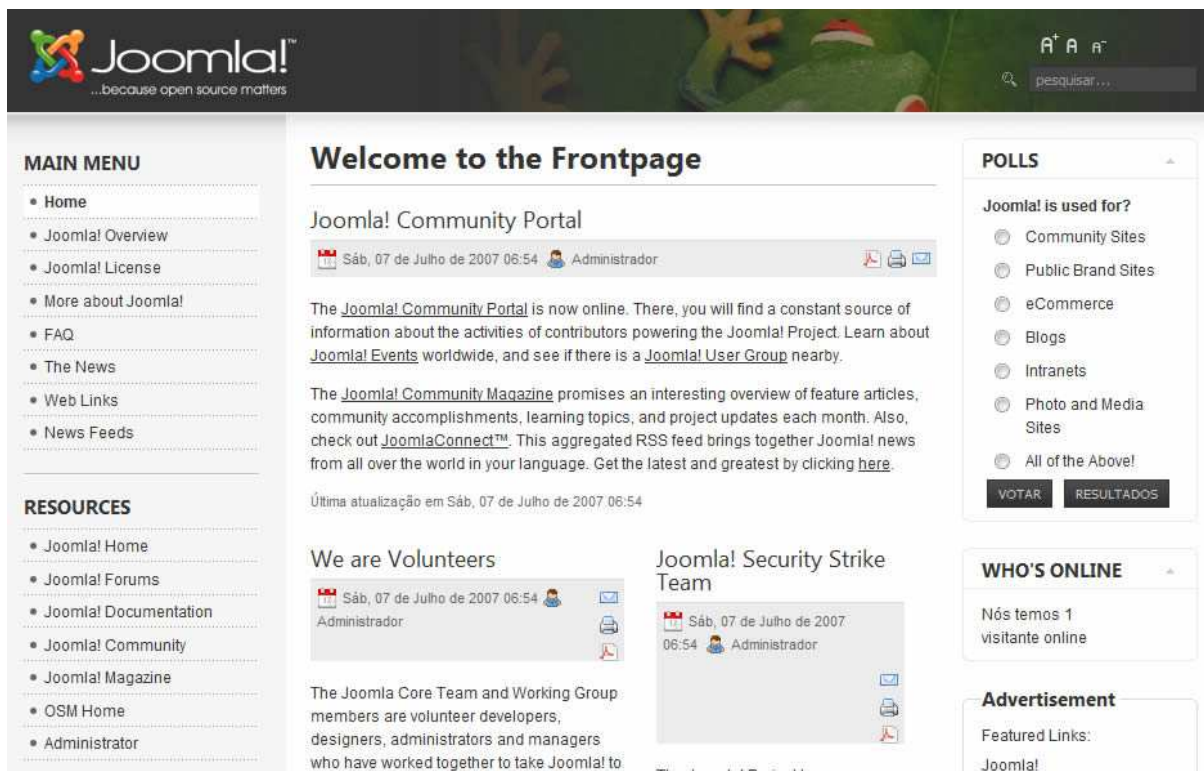 Joomla!™
...because open source matters
A+ A A-
pesquisar...
MAIN MENU
Home
Joomla! Overview
Joomla! License
More about Joomla!
FAQ
The News
Web Links
News Feeds
RESOURCES
Joomla! Home
Joomla! Forums
Joomla! Documentation
Joomla! Community
Joomla! Magazine
OSM Home
Administrator
Welcome to the Frontpage
Joomla! Community Portal
Sáb, 07 de Julho de 2007 06:54 Administrador
The Joomla! Community Portal is now online. There, you will find a constant source of
information about the activities of contributors powering the Joomla! Project. Learn about
Joomla! Events worldwide, and see if there is a Joomla! User Group nearby.
The Joomla! Community Magazine promises an interesting overview of feature articles,
community accomplishments, learning topics, and project updates each month. Also,
check out JoomlaConnect™. This aggregated RSS feed brings together Joomla! news
from all over the world in your language. Get the latest and greatest by clicking here.
Última atualização em Sáb, 07 de Julho de 2007 06:54
We are Volunteers
Sáb, 07 de Julho de 2007 06:54
Administrador
The Joomla Core Team and Working Group
members are volunteer developers,
designers, administrators and managers
who have worked together to take Joomla! to
Joomla! Security Strike
Team
Sáb, 07 de Julho de 2007
06:54 Administrador
POLLS
Joomla! is used for?
Community Sites
Public Brand Sites
eCommerce
Blogs
Intranets
Photo and Media
Sites
All of the Above!
VOTAR RESULTADOS
WHO'S ONLINE
Nós temos 1
visitante online
Advertisement
Featured Links:
Joomla!